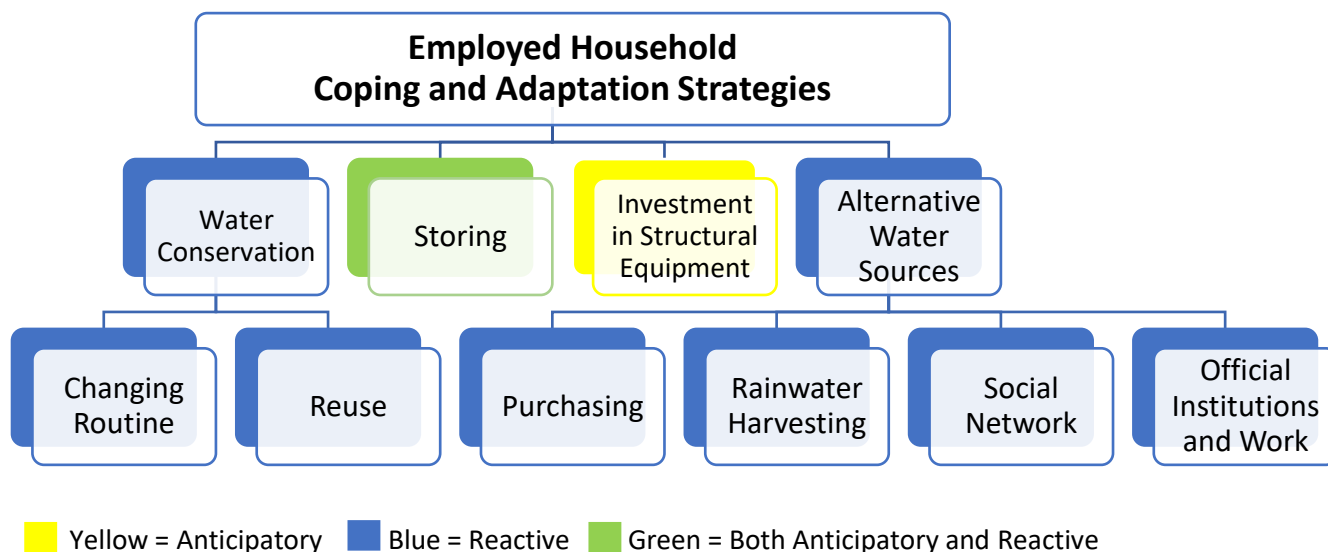 Employed Household
Coping and Adaptation Strategies
Water
Conservation
Storing
Investment
in Structural
Equipment
Alternative
Water
Sources
Changing
Routine
Reuse
Purchasing
Rainwater
Harvesting
Social
Network
Official
Institutions
and Work
Yellow = Anticipatory Blue = Reactive Green = Both Anticipatory and Reactive